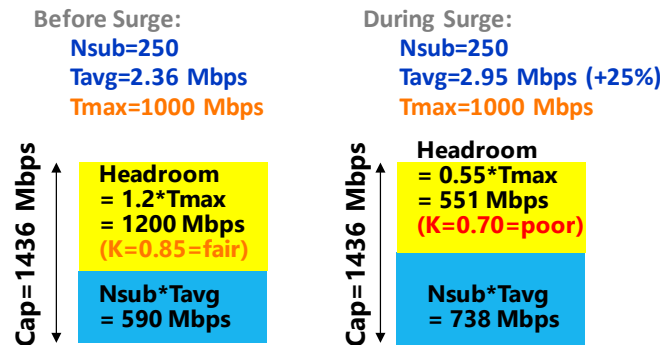 Before Surge:
Nsub=250
Tavg=2.36 Mbps
Tmax=1000 Mbps
Cap=1436 Mbps
Headroom
= 1.2*Tmax
= 1200 Mbps
(K=0.85=fair)
Nsub*Tavg
= 590 Mbps
During Surge:
Nsub=250
Tavg=2.95 Mbps (+25%)
Tmax=1000 Mbps
Cap=1436 Mbps
Headroom
= 0.55*Tmax
= 551 Mbps
(K=0.70=poor)
Nsub*Tavg
= 738 Mbps